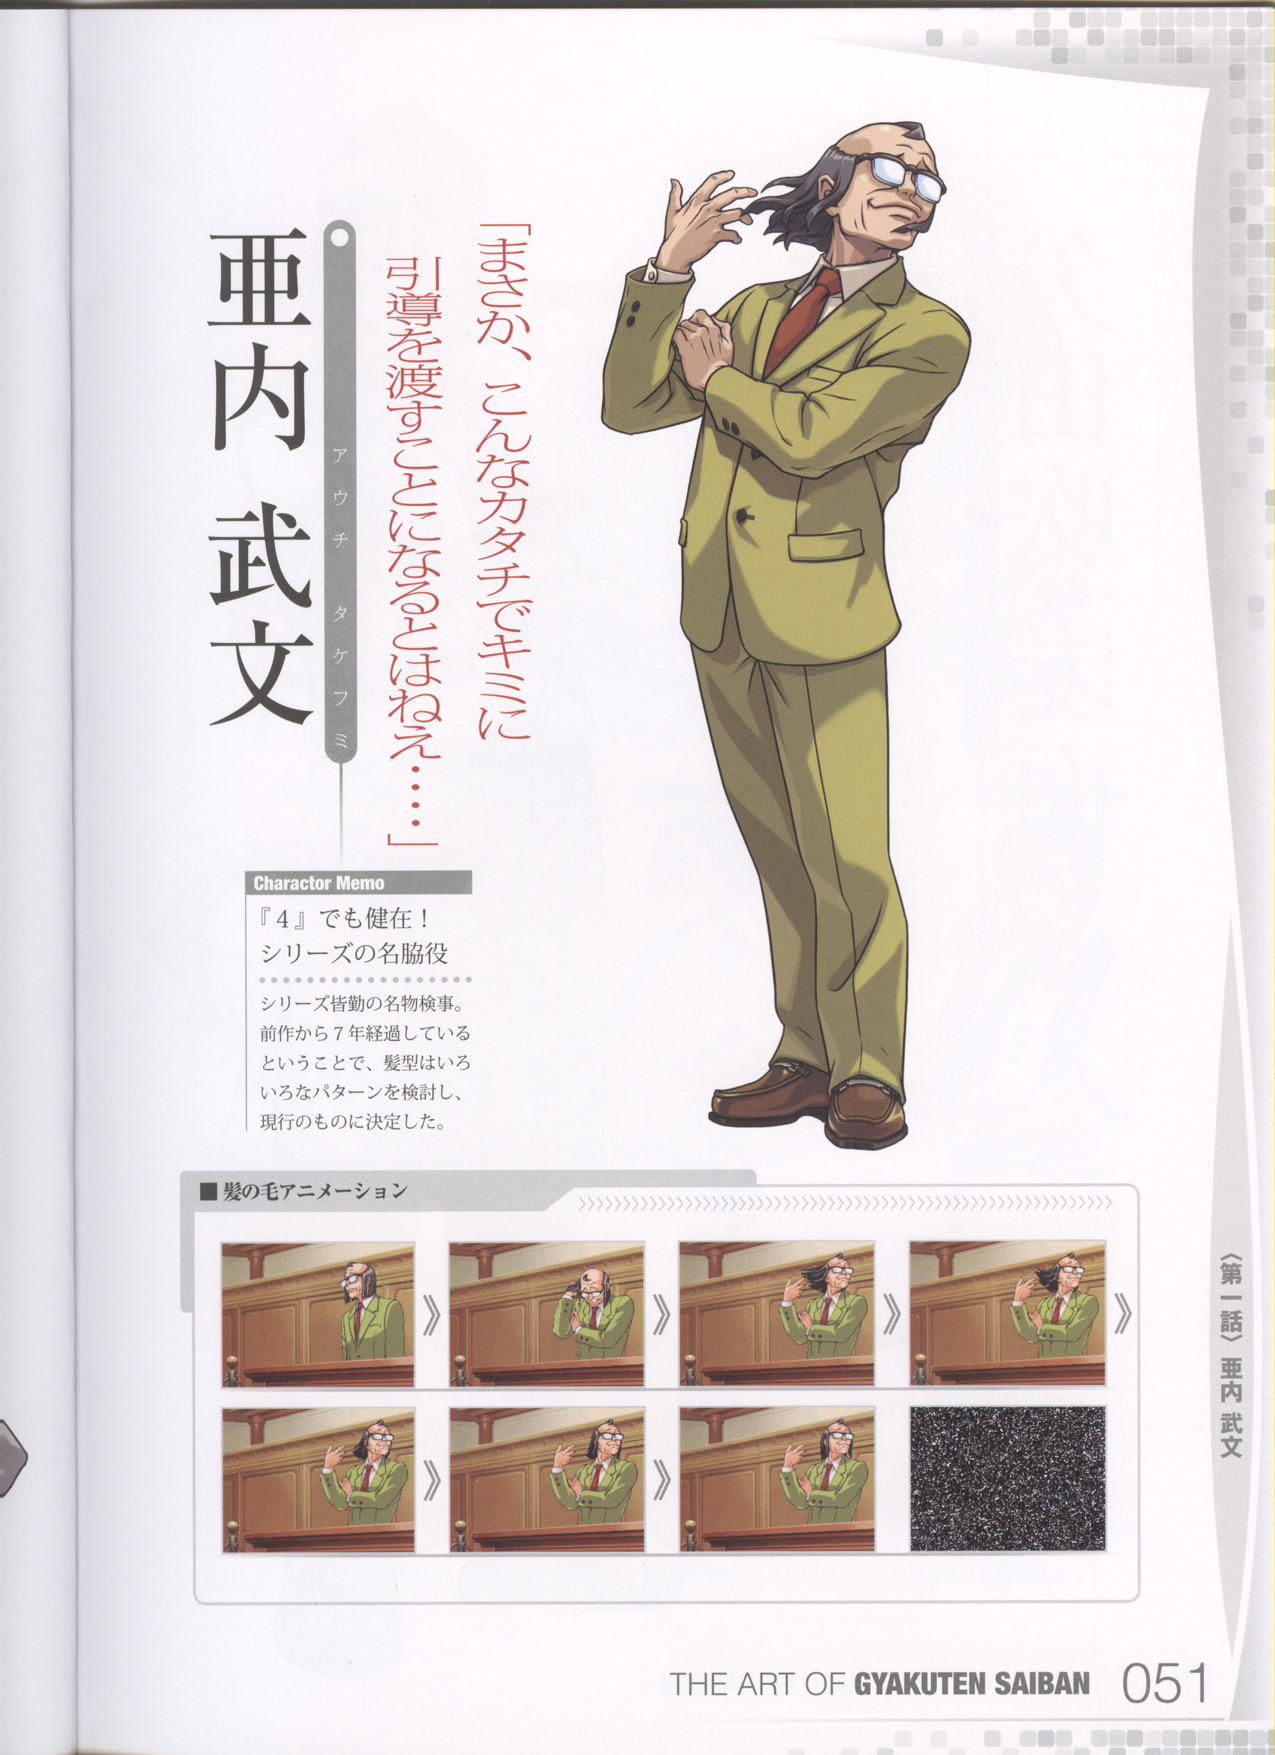 「まさか、こんなカタチでキミに
引導を渡すことになるとはねえ‥‥」
アウチ タケフミ
亜内 武文
Charactor Memo
『４』でも健在！
シリーズの名脇役
シリーズ皆勤の名物検事。
前作から７年経過している
ということで、髪型はいろ
いろなパターンを検討し、
現行のものに決定した。
■髪の毛アニメーション
〈第一話〉亜内 武文
THE ART OF GYAKUTEN SAIBAN 051